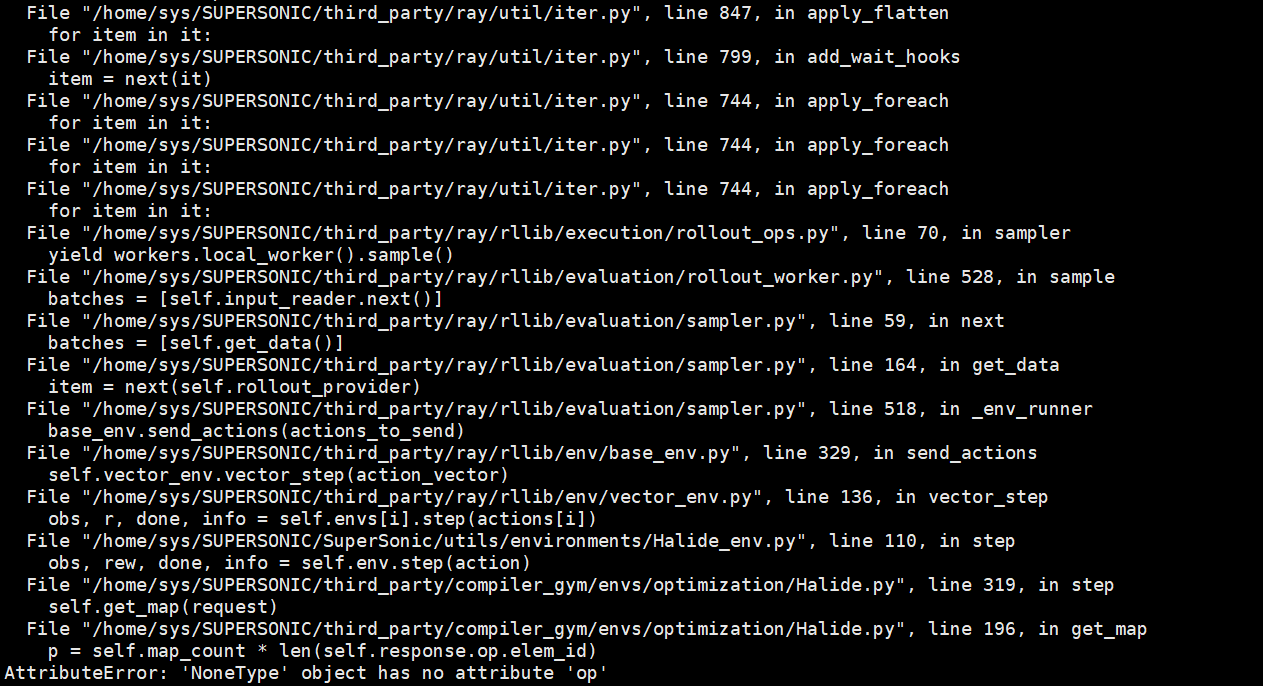 File "/home/sys/SUPERSONIC/third_party/ray/util/iter.py", line 847, in apply_flatten
for item in it:
File "/home/sys/SUPERSONIC/third_party/ray/util/iter.py", line 799, in add_wait_hooks
item = next(it)
File "/home/sys/SUPERSONIC/third_party/ray/util/iter.py", line 744, in apply_foreach
for item in it:
File "/home/sys/SUPERSONIC/third_party/ray/util/iter.py", line 744, in apply_foreach
for item in it:
File "/home/sys/SUPERSONIC/third_party/ray/util/iter.py", line 744, in apply_foreach
for item in it:
File "/home/sys/SUPERSONIC/third_party/ray/rllib/execution/rollout_ops.py", line 70, in sampler
yield workers.local_worker().sample()
File "/home/sys/SUPERSONIC/third_party/ray/rllib/evaluation/rollout_worker.py", line 528, in sample
batches = [self.input_reader.next()]
File "/home/sys/SUPERSONIC/third_party/ray/rllib/evaluation/sampler.py", line 59, in next
batches = [self.get_data()]
File "/home/sys/SUPERSONIC/third_party/ray/rllib/evaluation/sampler.py", line 164, in get_data
item = next(self.rollout_provider)
File "/home/sys/SUPERSONIC/third_party/ray/rllib/evaluation/sampler.py", line 518, in _env_runner
base_env.send_actions(actions_to_send)
File "/home/sys/SUPERSONIC/third_party/ray/rllib/env/base_env.py", line 329, in send_actions
self.vector_env.vector_step(action_vector)
File "/home/sys/SUPERSONIC/third_party/ray/rllib/env/vector_env.py", line 136, in vector_step
obs, r, done, info = self.envs[i].step(actions[i])
File "/home/sys/SUPERSONIC/SuperSonic/utils/environments/Halide_env.py", line 110, in step
obs, rew, done, info = self.env.step(action)
File "/home/sys/SUPERSONIC/third_party/compiler_gym/envs/optimization/Halide.py", line 319, in step
self.get_map(request)
File "/home/sys/SUPERSONIC/third_party/compiler_gym/envs/optimization/Halide.py", line 196, in get_map
p = self.map_count * len(self.response.op.elem_id)
AttributeError: 'NoneType' object has no attribute 'op'